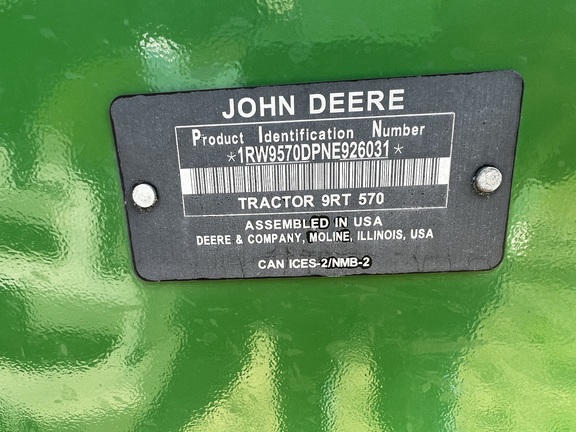 JOHN DEERE
Product Identification Number
*1RW9570DPNE926031*
TRACTOR 9RT 570
ASSEMBLED IN USA
DEERE & COMPANY, MOLINE, ILLINOIS, USA
CAN ICES-2/NMB-2